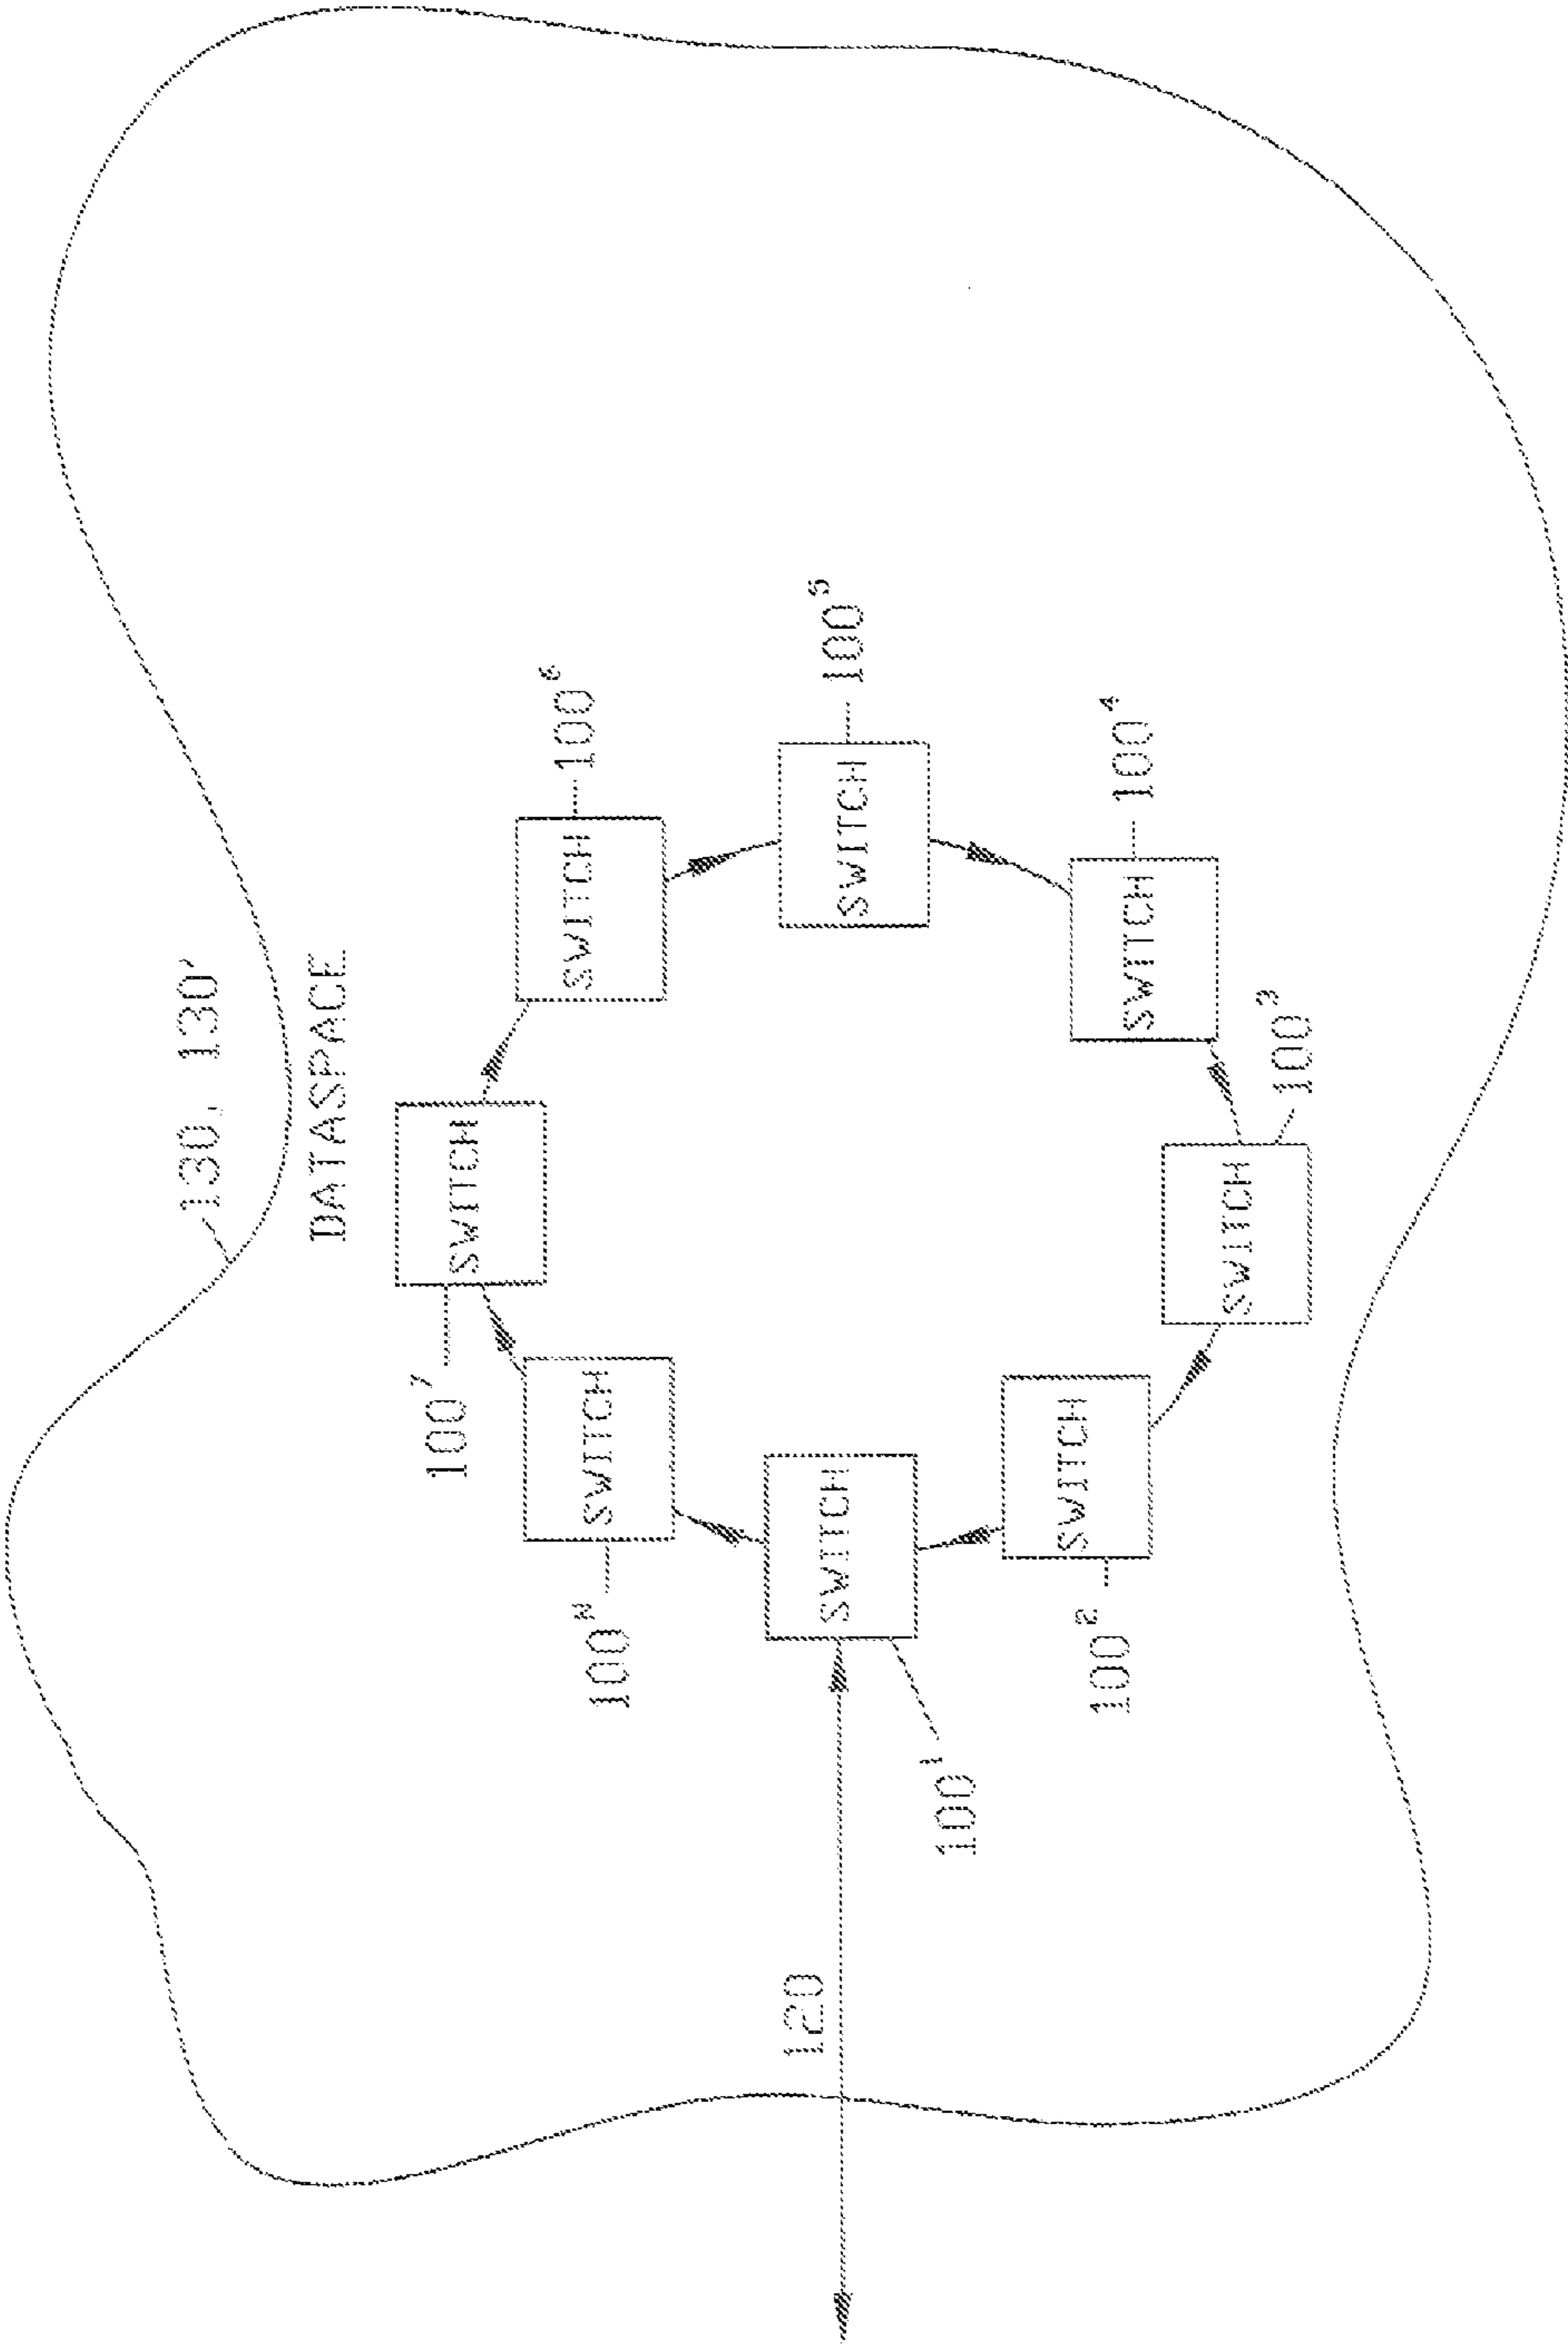 130, 130'
DATASPACE
100⁷
SWITCH
100ᴺ
SWITCH
SWITCH
100⁶
120
SWITCH
SWITCH
100⁵
100¹
100²
SWITCH
SWITCH
100⁴
SWITCH
100³